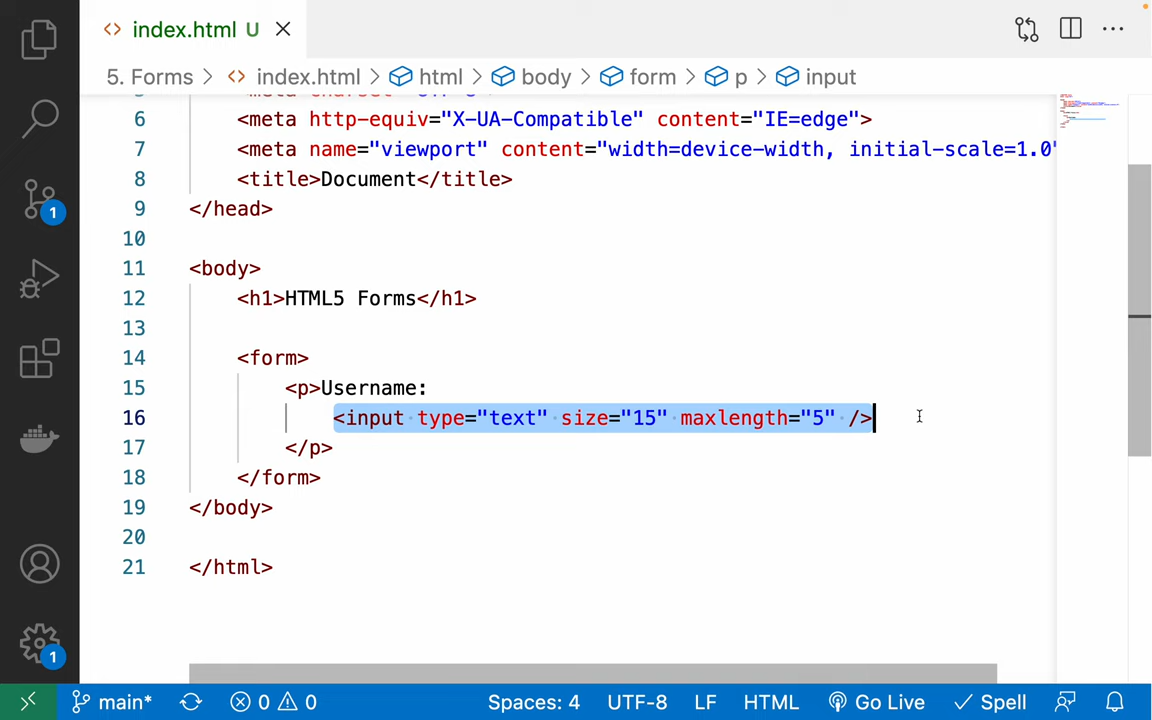 index.html U
5. Forms > index.html > html > body > form > p > input
6 <meta http-equiv="X-UA-Compatible" content="IE=edge">
7 <meta name="viewport" content="width=device-width, initial-scale=1.0"
8 <title>Document</title>
9 </head>
10
11 <body>
12 <h1>HTML5 Forms</h1>
13
14 <form>
15 <p>Username:
16 <input type="text" size="15" maxlength="5" />
17 </p>
18 </form>
19 </body>
20
21 </html>
1
1
main* 0 0 Spaces: 4 UTF-8 LF HTML Go Live Spell